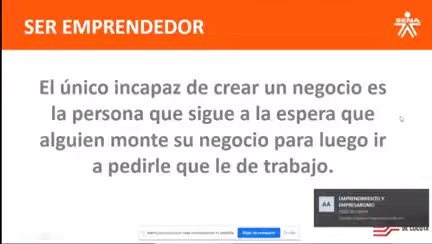 SER EMPRENDEDOR
SENA
El único incapaz de crear un negocio es
la persona que sigue a la espera que
alguien monte su negocio para luego ir
a pedirle que le de trabajo.
AA
EMPRENDIMIENTO Y
EMPRESARISMO
DE CÚCUTA